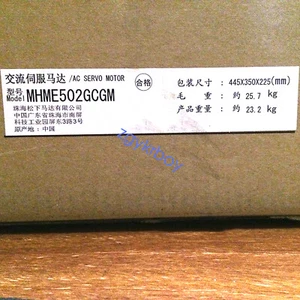 交流伺服马达 /AC SERVO MOTOR
合格
型号 Model MHME502GCGM
珠海松下马达有限公司
中国广东省珠海市南屏
科技工业园屏东3路3号
原产地:中国
包装尺寸: 445X350X225(mm)
毛 重: 约 25.7 kg
产品重量: 约 23.2 kg